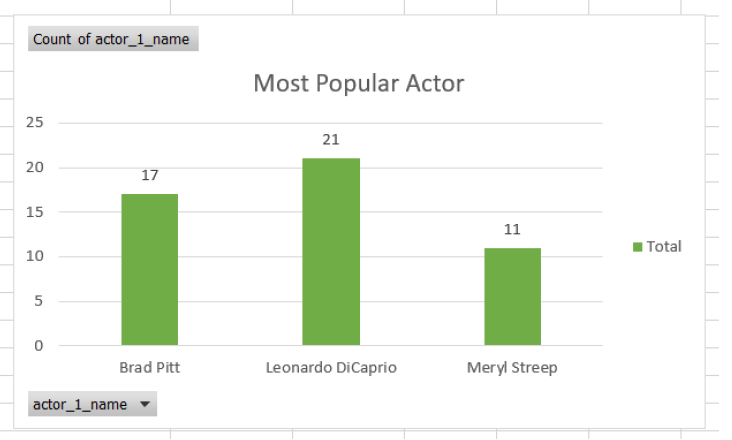 Count of actor_1_name
Most Popular Actor
25
20
15
10
5
0
17
21
11
Total
Brad Pitt
Leonardo DiCaprio
Meryl Streep
actor_1_name